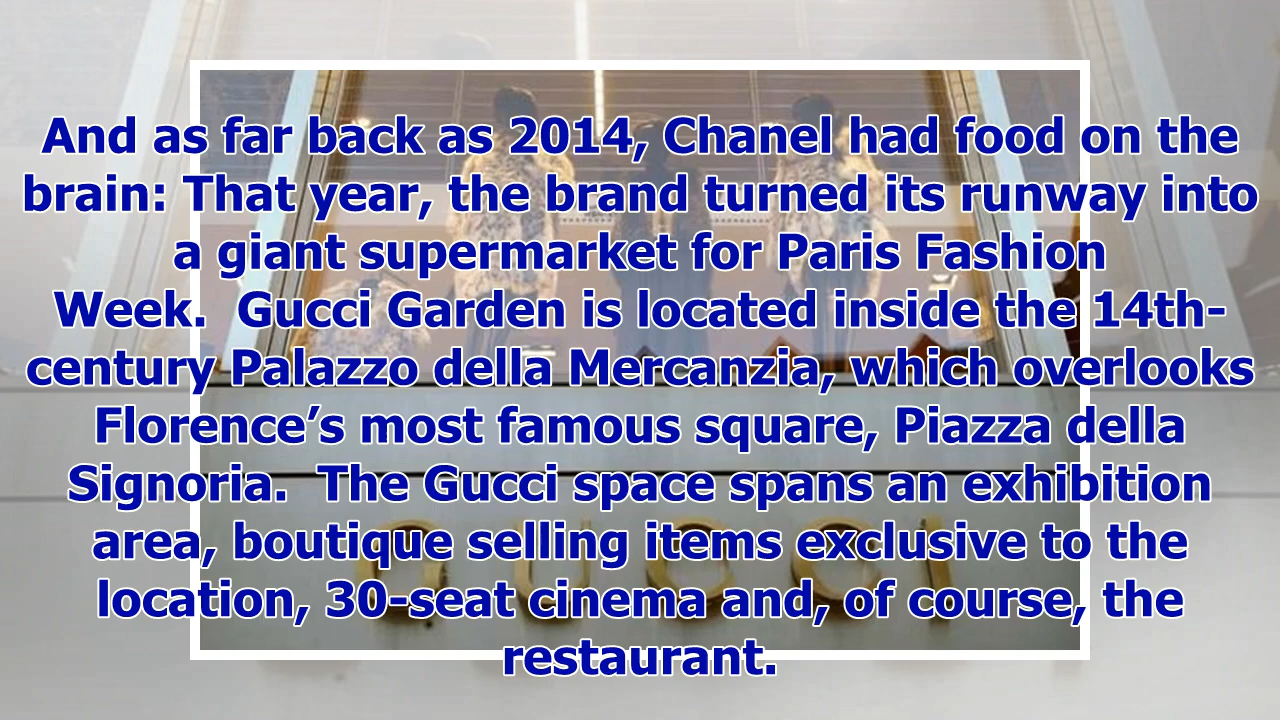 And as far back as 2014, Chanel had food on the
brain: That year, the brand turned its runway into
a giant supermarket for Paris Fashion
Week.  Gucci Garden is located inside the 14th-
century Palazzo della Mercanzia, which overlooks
Florence’s most famous square, Piazza della
Signoria.  The Gucci space spans an exhibition
area, boutique selling items exclusive to the
location, 30-seat cinema and, of course, the
restaurant.
GUCCI